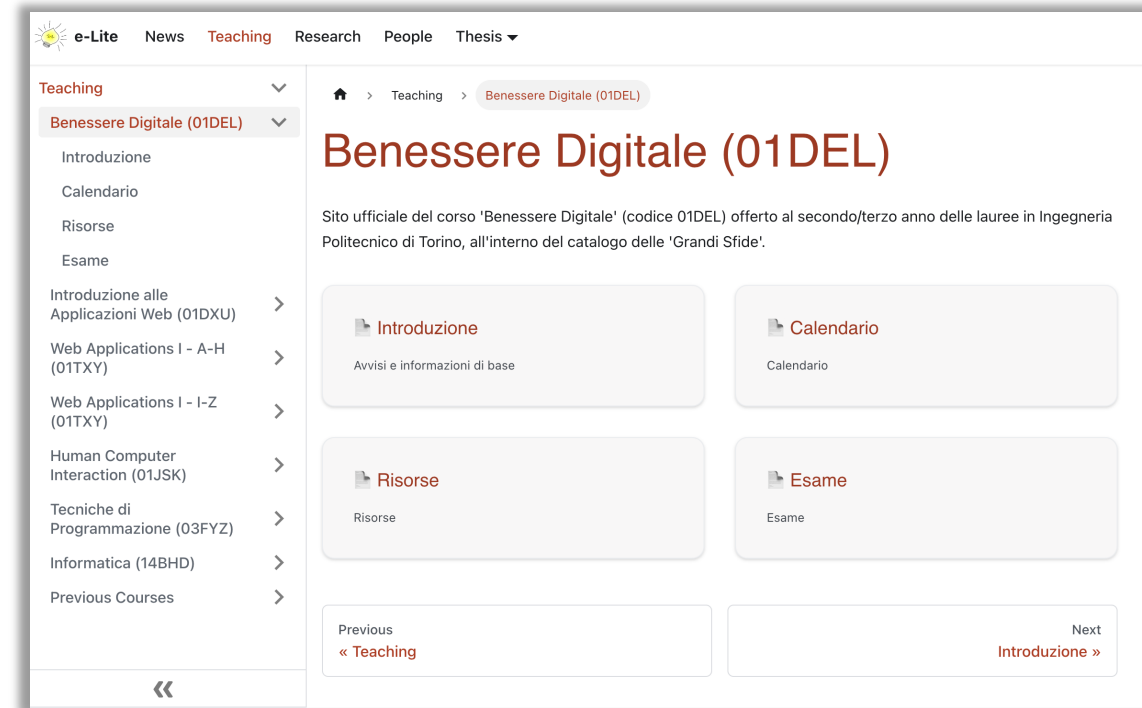 e-Lite News Teaching Research People Thesis
Teaching
Benessere Digitale (01DEL)
Introduzione
Calendario
Risorse
Esame
Introduzione alle
Applicazioni Web (01DXU)
Web Applications I - A-H
(01TXY)
Web Applications I - I-Z
(01TXY)
Human Computer
Interaction (01JSK)
Tecniche di
Programmazione (03FYZ)
Informatica (14BHD)
Previous Courses
Teaching
Benessere Digitale (01DEL)
Benessere Digitale (01DEL)
Sito ufficiale del corso 'Benessere Digitale' (codice 01DEL) offerto al secondo/terzo anno delle lauree in Ingegneria
Politecnico di Torino, all'interno del catalogo delle 'Grandi Sfide'.
Introduzione
Avvisi e informazioni di base
Calendario
Calendario
Risorse
Risorse
Esame
Esame
Previous
« Teaching
Next
Introduzione »